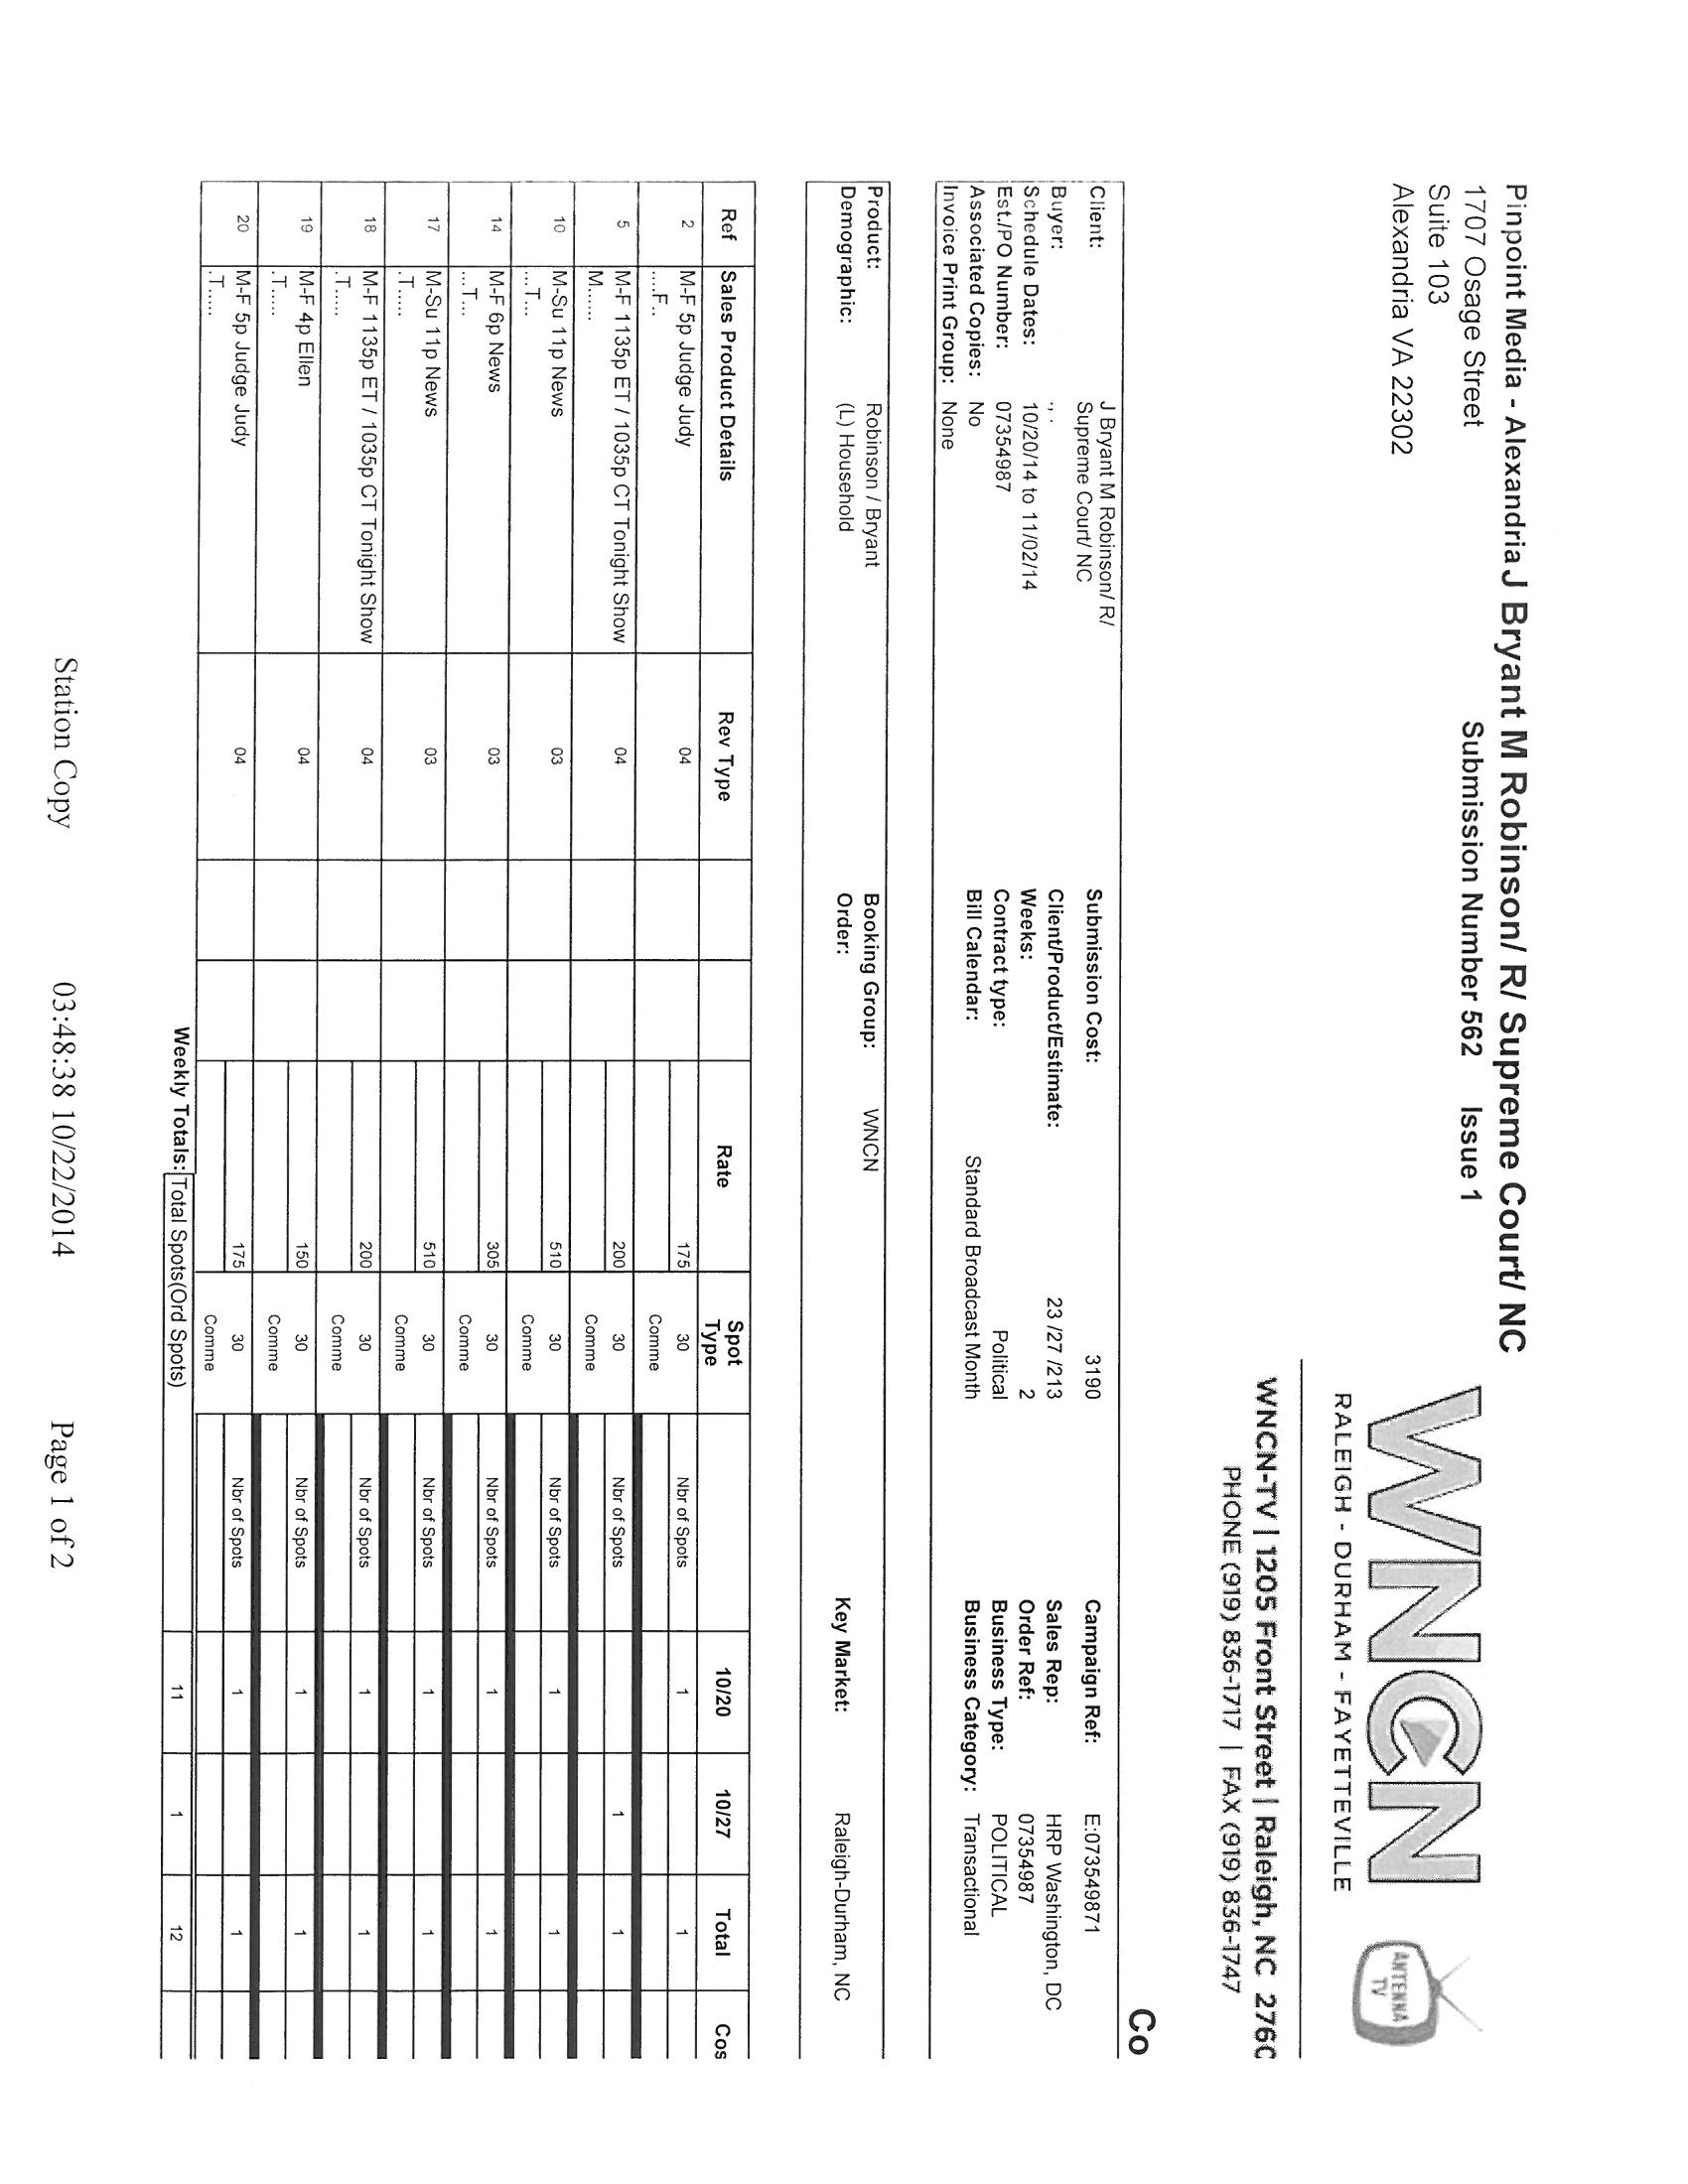 Pinpoint Media - Alexandria J Bryant M Robinson/ R/ Supreme Court/ NC
1707 Osage Street
Submission Number 562 Issue 1
Suite 103
Alexandria VA 22302
WNCN
RALEIGH - DURHAM - FAYETTEVILLE
ANTENNA
TV
WNCN-TV | 1205 Front Street | Raleigh, NC 2760
PHONE (919) 836-1717 | FAX (919) 836-1747
Co
Client: J Bryant M Robinson/ R/ Submission Cost: 3190 Campaign Ref: E:073549871
Supreme Court/ NC
Buyer: ., . Client/Product/Estimate: 23 /27 /213 Sales Rep: HRP Washington, DC
Schedule Dates: 10/20/14 to 11/02/14 Weeks: 2 Order Ref: 07354987
Est./PO Number: 07354987 Contract type: Political Business Type: POLITICAL
Associated Copies: No Bill Calendar: Standard Broadcast Month Business Category: Transactional
Invoice Print Group: None
Product: Robinson / Bryant Booking Group: WNCN
Demographic: (L) Household Order: Key Market: Raleigh-Durham, NC
Ref Sales Product Details Rev Type Rate Spot Type 10/20 10/27 Total Cos
2 M-F 5p Judge Judy 04 175 30 Nbr of Spots 1 1
....F.. Comme
5 M-F 1135p ET / 1035p CT Tonight Show 04 200 30 Nbr of Spots 1 1
M...... Comme
10 M-Su 11p News 03 510 30 Nbr of Spots 1 1
...T... Comme
14 M-F 6p News 03 305 30 Nbr of Spots 1 1
...T... Comme
17 M-Su 11p News 03 510 30 Nbr of Spots 1 1
.T..... Comme
18 M-F 1135p ET / 1035p CT Tonight Show 04 200 30 Nbr of Spots 1 1
.T..... Comme
19 M-F 4p Ellen 04 150 30 Nbr of Spots 1 1
.T..... Comme
20 M-F 5p Judge Judy 04 175 30 Nbr of Spots 1 1
.T..... Comme
Weekly Totals: Total Spots(Ord Spots) 11 1 12
Station Copy 03:48:38 10/22/2014 Page 1 of 2